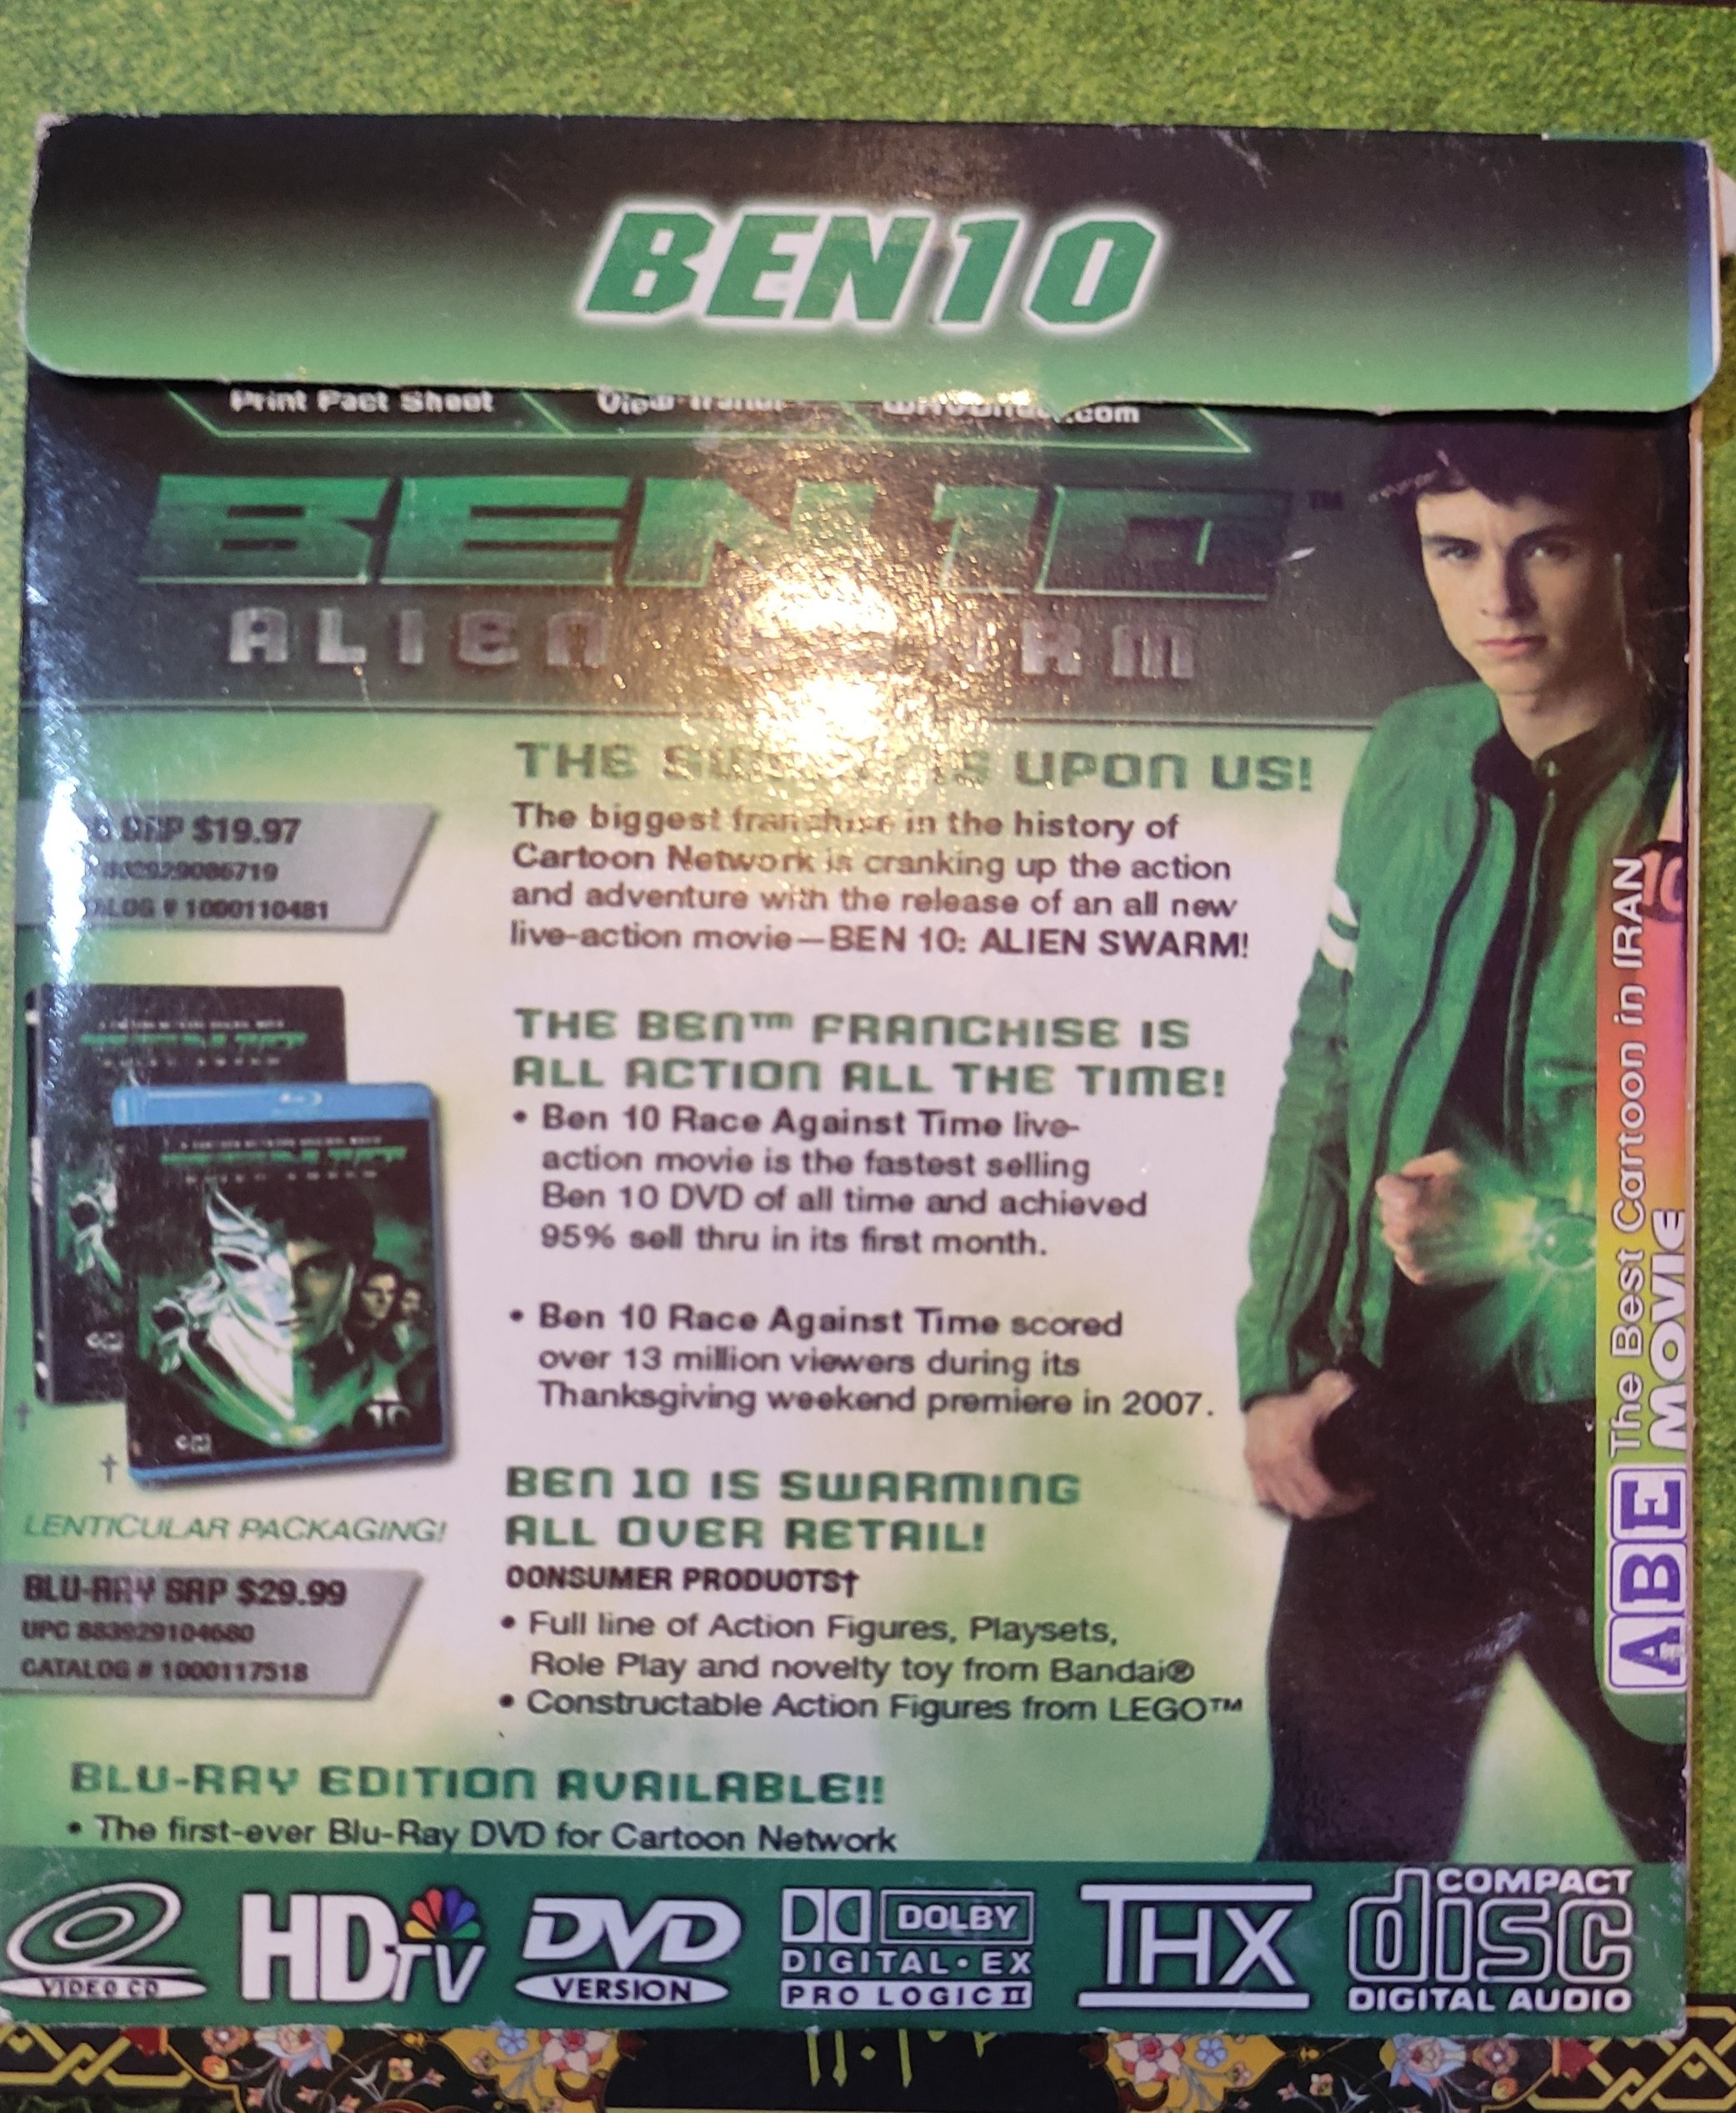 BEN10
Print Fact Sheet
.com
BEN 10 ™
ALIEN SWARM
THE SWARM IS UPON US!
The biggest franchise in the history of
Cartoon Network is cranking up the action
and adventure with the release of an all new
live-action movie—BEN 10: ALIEN SWARM!
SRP $19.97
1000110481
THE BEN™ FRANCHISE IS
ALL ACTION ALL THE TIME!
• Ben 10 Race Against Time live-
action movie is the fastest selling
Ben 10 DVD of all time and achieved
95% sell thru in its first month.
• Ben 10 Race Against Time scored
over 13 million viewers during its
Thanksgiving weekend premiere in 2007.
†
†
LENTICULAR PACKAGING!
BLU-RAY SRP $29.99
UPC 883929104680
CATALOG # 1000117518
BEN 10 IS SWARMING
ALL OVER RETAIL!
CONSUMER PRODUCTS†
• Full line of Action Figures, Playsets,
Role Play and novelty toy from Bandai®
• Constructable Action Figures from LEGO™
BLU-RAY EDITION AVAILABLE!!
• The first-ever Blu-Ray DVD for Cartoon Network
ABE The Best Cartoon in IRAN
MOVIE
10
VIDEO CD
HDTV
DVD
VERSION
DOLBY
DIGITAL·EX
PRO LOGIC II
THX
COMPACT
disc
DIGITAL AUDIO